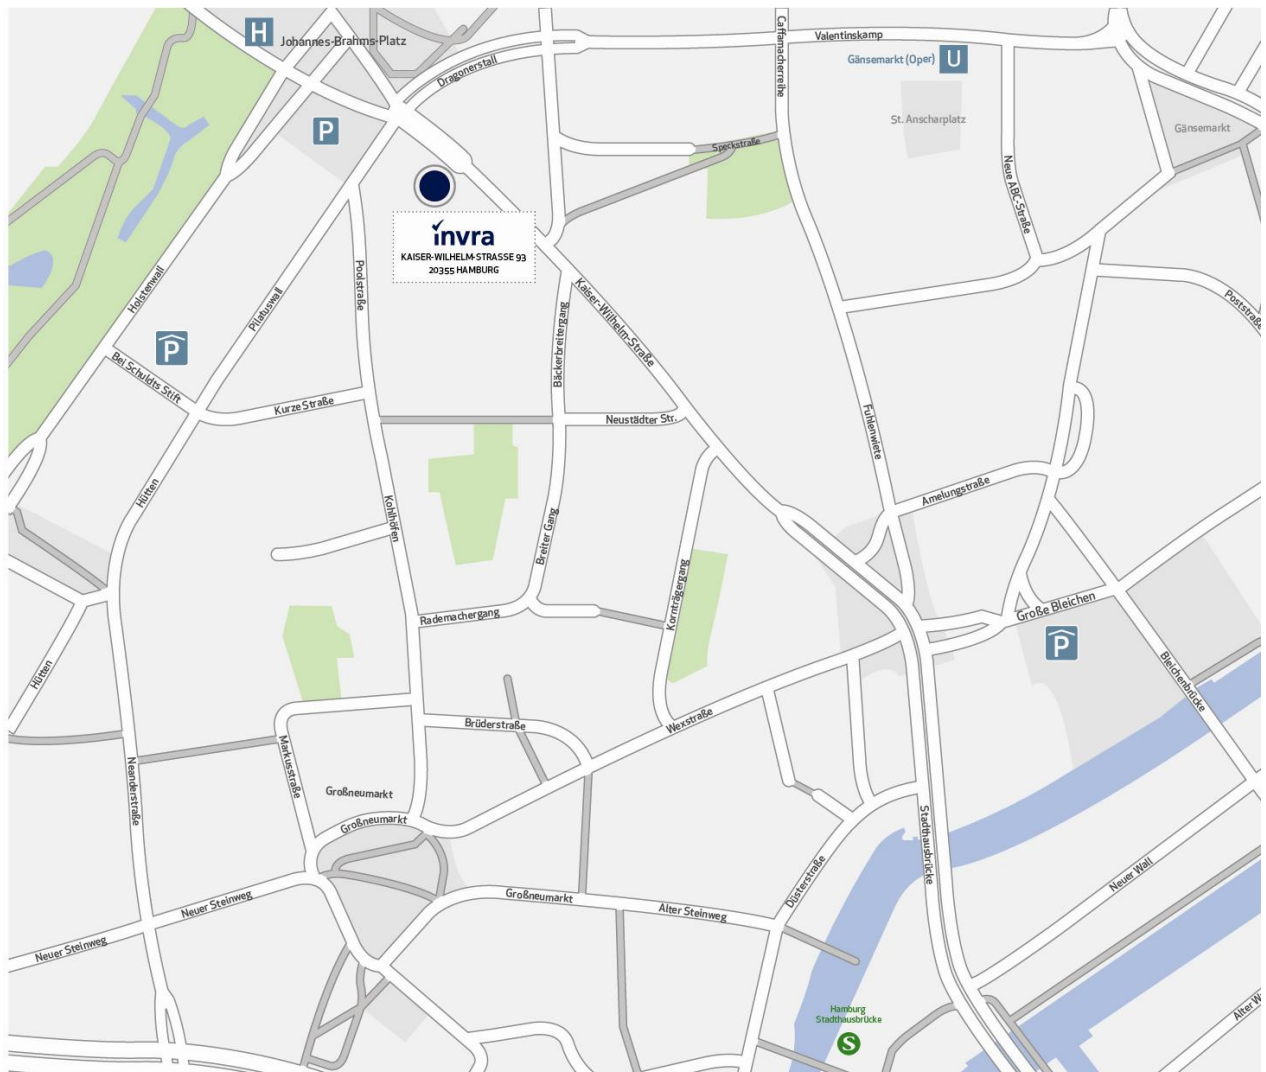 H
Johannes-Brahms-Platz
Valentinskamp
Caffamacherreihe
Gänsemarkt (Oper) U
Dragonerstall
St. Anscharplatz
Gänsemarkt
P
Speckstraße
Neue ABC-Straße
invra
KAISER-WILHELM-STRASSE 93
20355 HAMBURG
Holstenwall
Pilatuswall
Poolstraße
Kaiser-Wilhelm-Straße
Bäckerbreitergang
Poststraße
P
Bei Schuldts Stift
Kurze Straße
Neustädter Str.
Fuhlenwiete
Hütten
Kohlhöfen
Breiter Gang
Amelungstraße
Kornträgergang
Rademachergang
Große Bleichen
P
Hütten
Bleichenbrücke
Brüderstraße
Wexstraße
Markusstraße
Neanderstraße
Großneumarkt
Großneumarkt
Stadthausbrücke
Düsterstraße
Neuer Wall
Neuer Steinweg
Großneumarkt
Alter Steinweg
Neuer Steinweg
Hamburg
Stadthausbrücke
S
Alter Wa